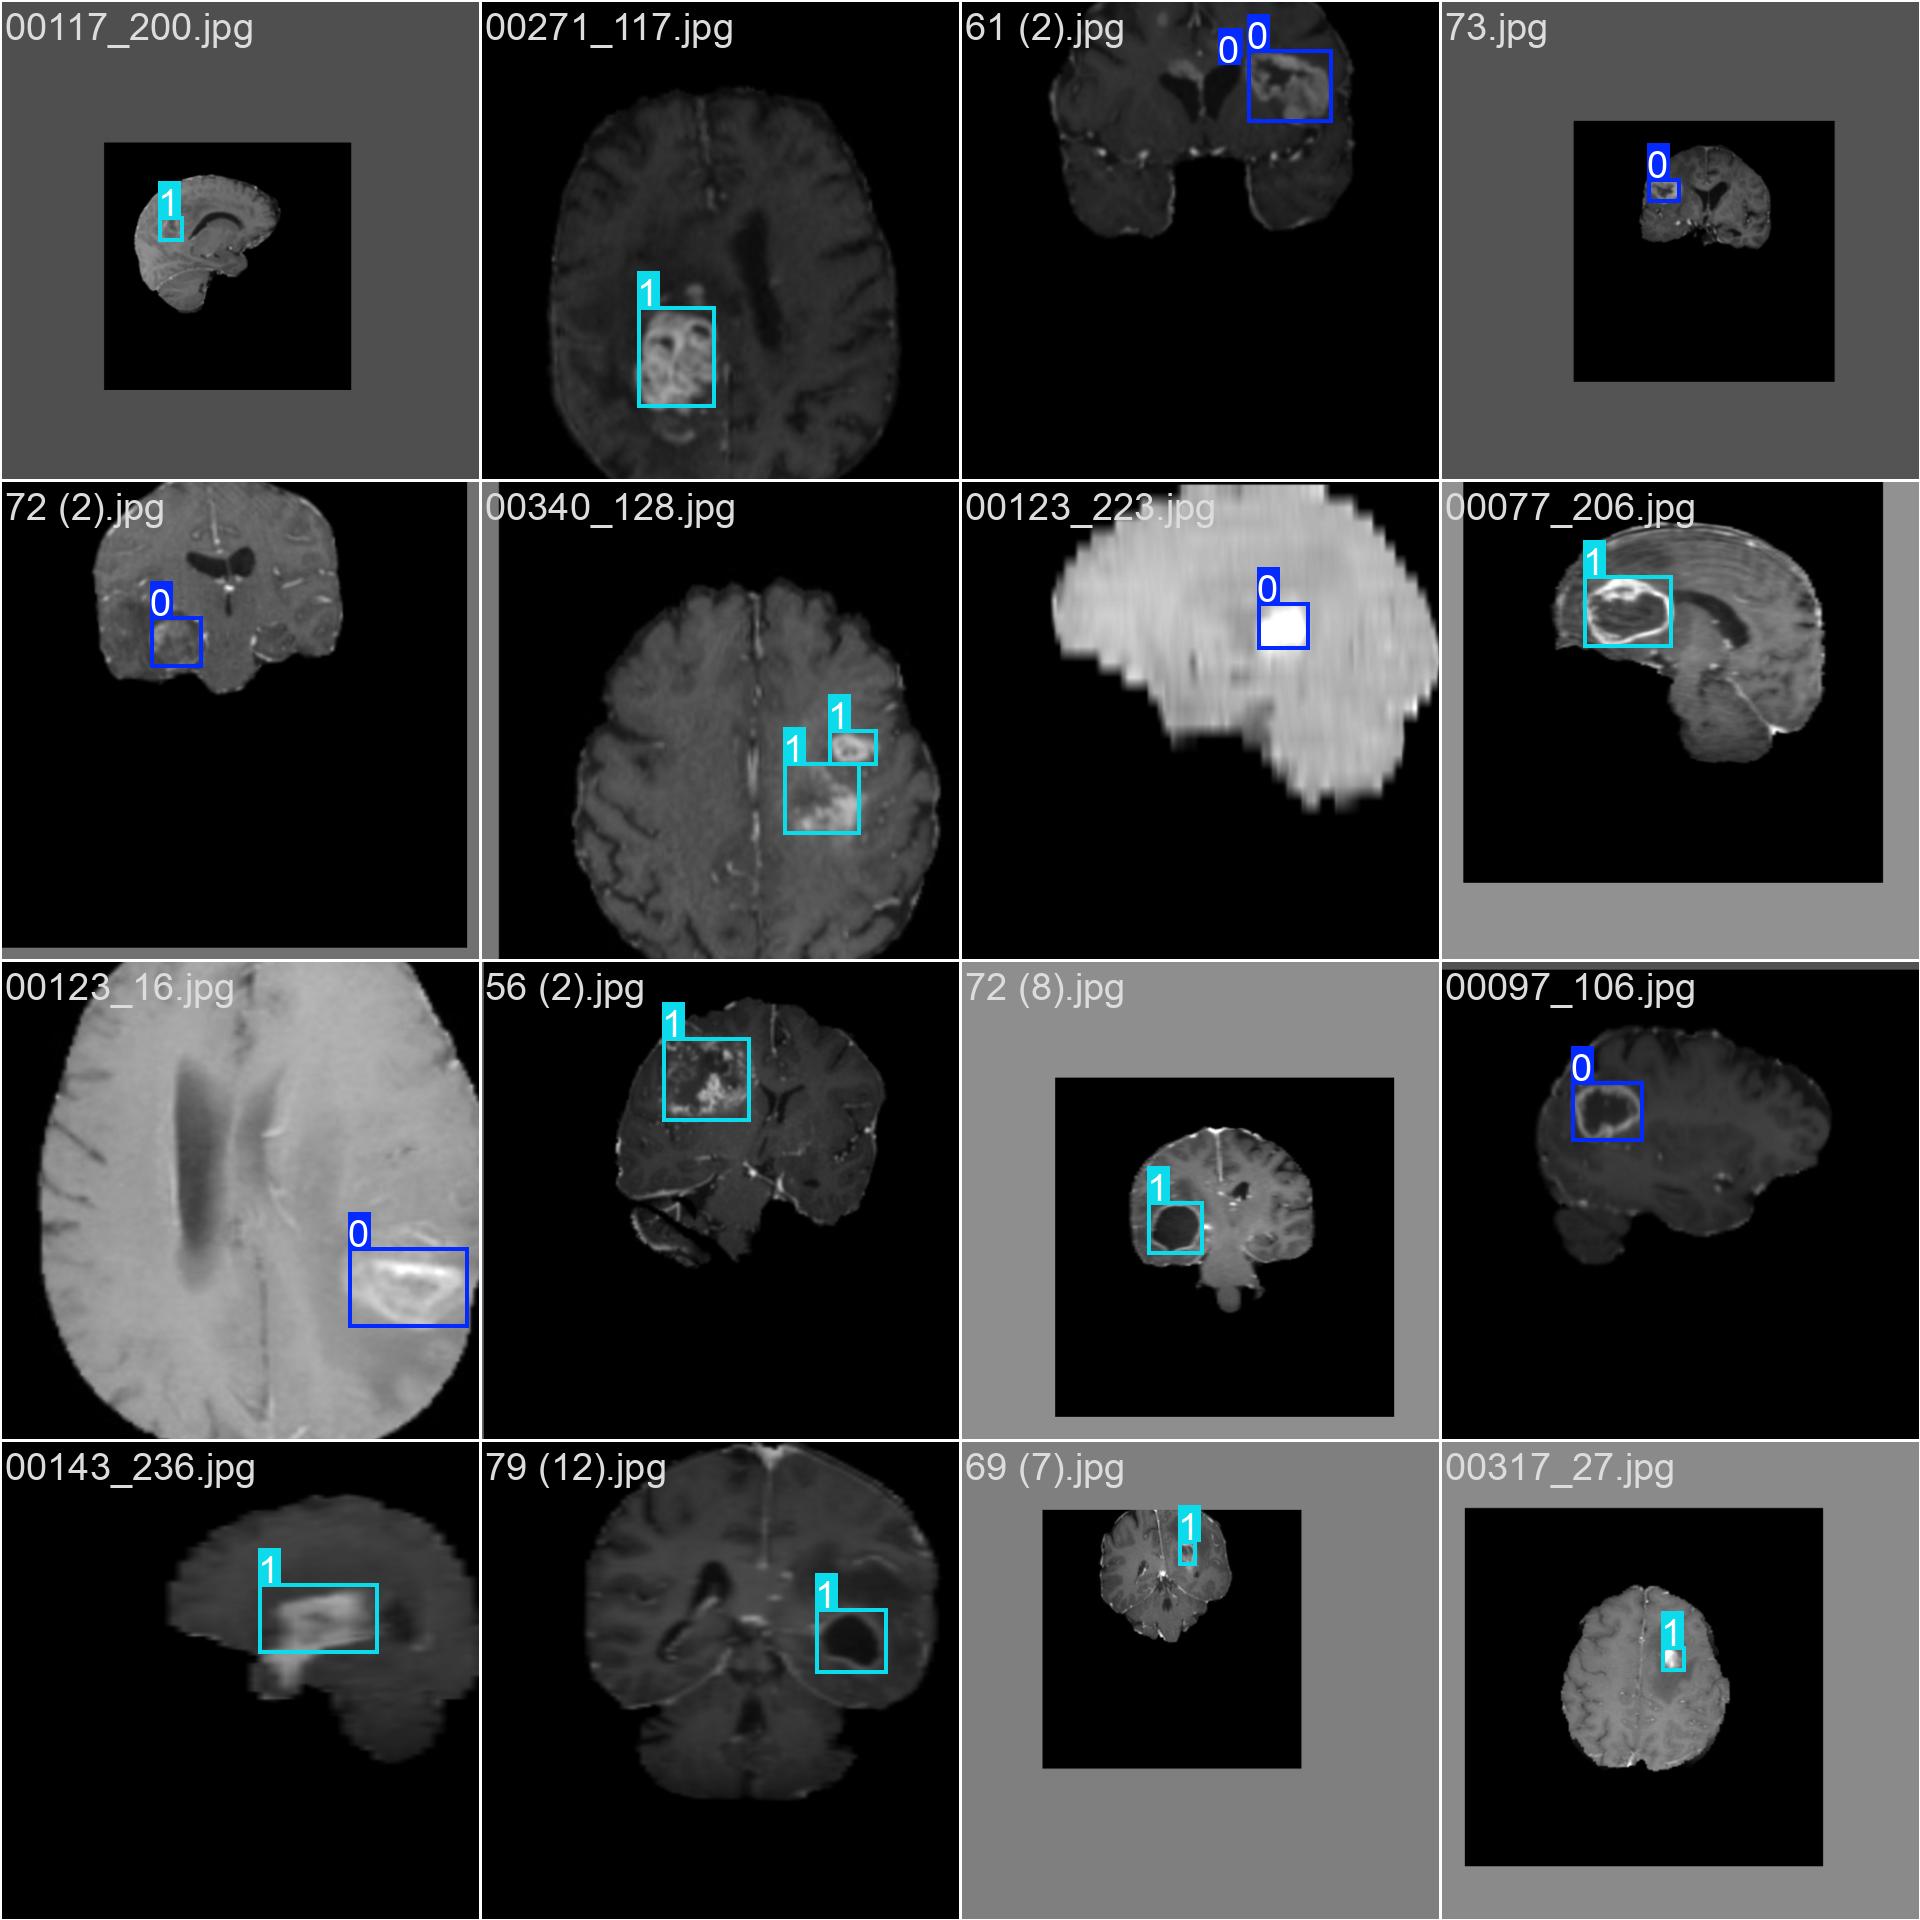 00117_200.jpg
1
00271_117.jpg
1
61 (2).jpg
0
0
73.jpg
0
72 (2).jpg
0
00340_128.jpg
1
1
00123_223.jpg
0
00077_206.jpg
1
00123_16.jpg
0
56 (2).jpg
1
72 (8).jpg
1
00097_106.jpg
0
00143_236.jpg
1
79 (12).jpg
1
69 (7).jpg
1
00317_27.jpg
1